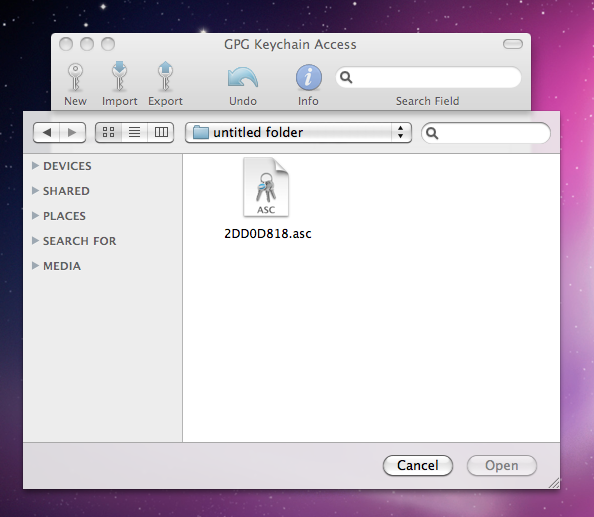 GPG Keychain Access
New Import Export Undo Info Search Field
untitled folder
DEVICES
SHARED
PLACES
SEARCH FOR
MEDIA
ASC
2DD0D818.asc
Cancel Open